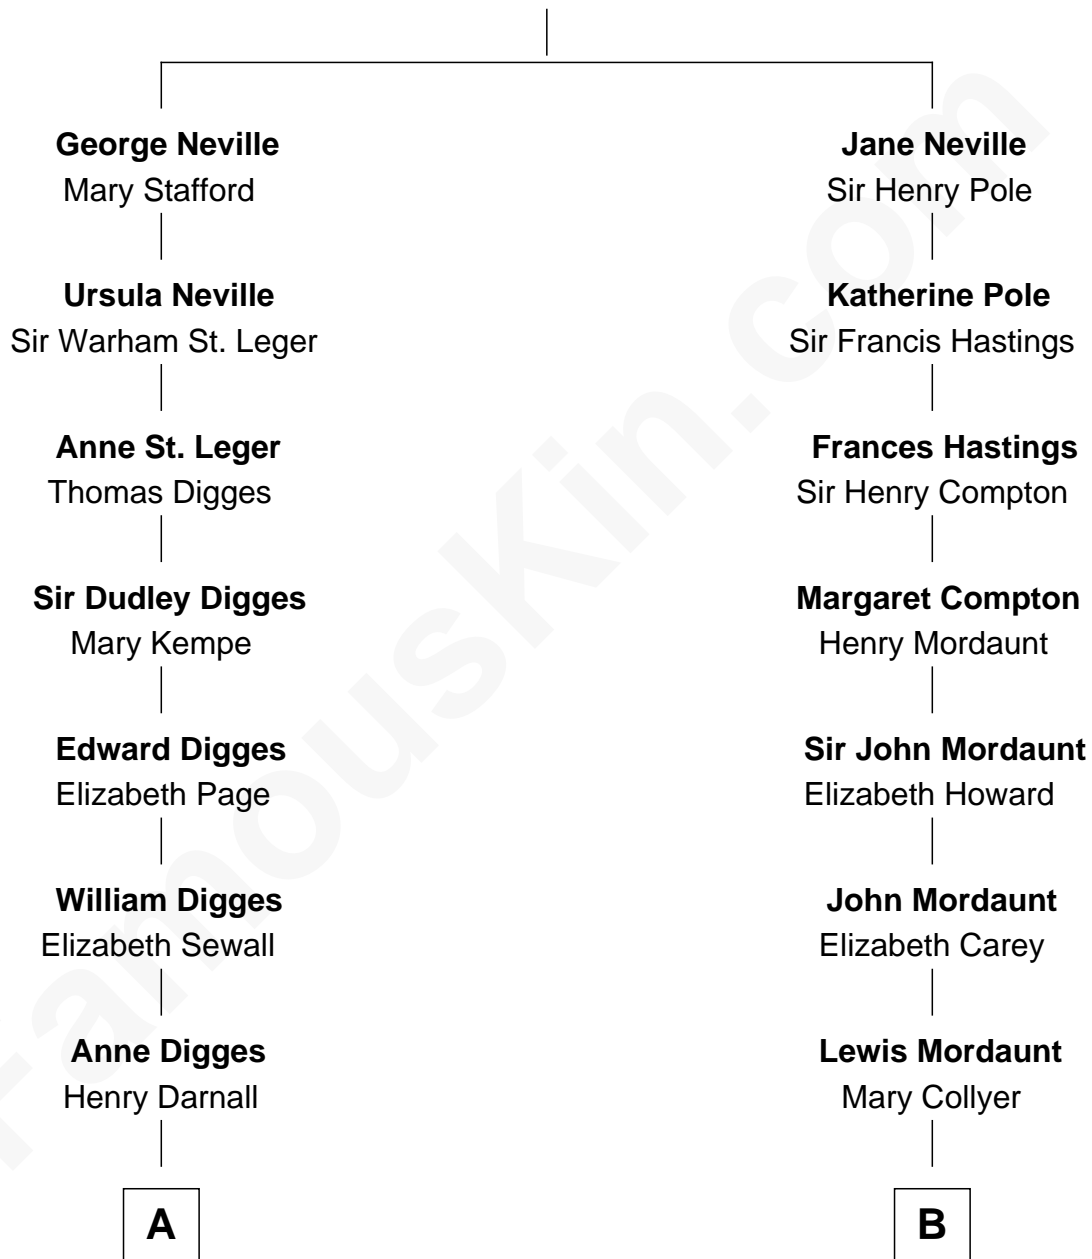 George Neville
Mary Stafford
Jane Neville
Sir Henry Pole
Ursula Neville
Sir Warham St. Leger
Katherine Pole
Sir Francis Hastings
Anne St. Leger
Thomas Digges
Frances Hastings
Sir Henry Compton
Sir Dudley Digges
Mary Kempe
Margaret Compton
Henry Mordaunt
Edward Digges
Elizabeth Page
Sir John Mordaunt
Elizabeth Howard
William Digges
Elizabeth Sewall
John Mordaunt
Elizabeth Carey
Anne Digges
Henry Darnall
Lewis Mordaunt
Mary Collyer
A
B
FamousKin.com